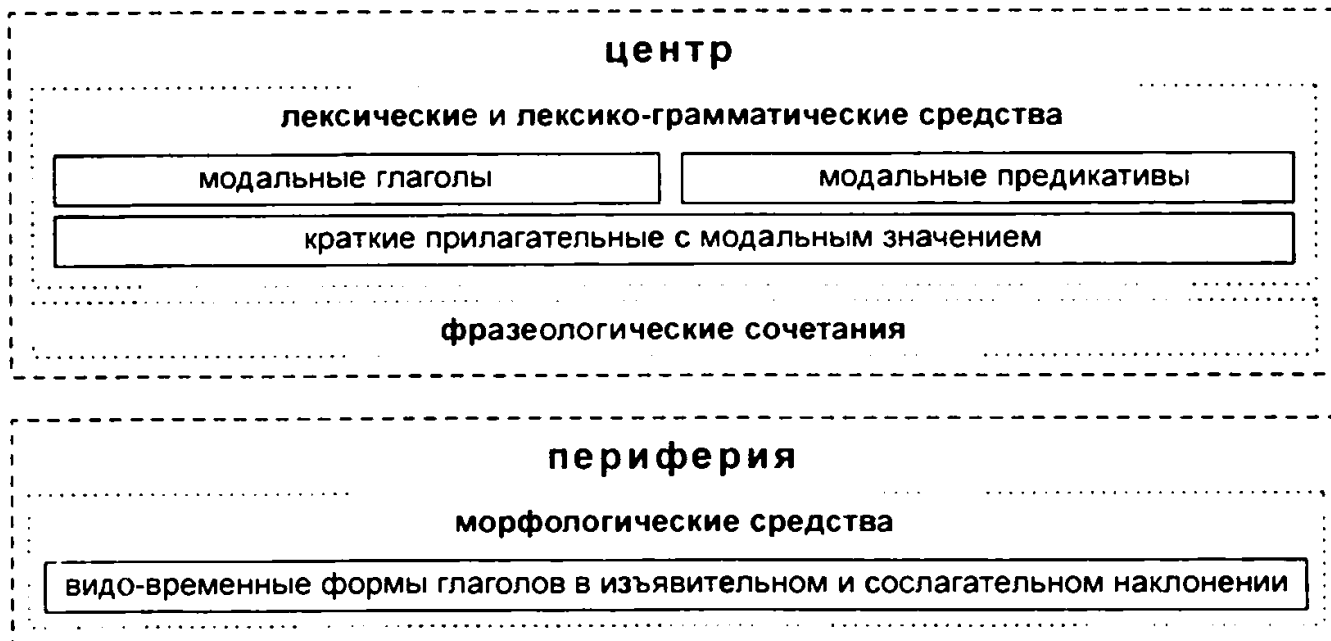 центр
лексические и лексико-грамматические средства
модальные глаголы
модальные предикативы
краткие прилагательные с модальным значением
фразеологические сочетания
периферия
морфологические средства
видо-временные формы глаголов в изъявительном и сослагательном наклонении